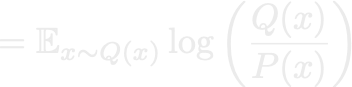 = 𝔼_{x∼Q(x)} log (Q(x)/P(x))